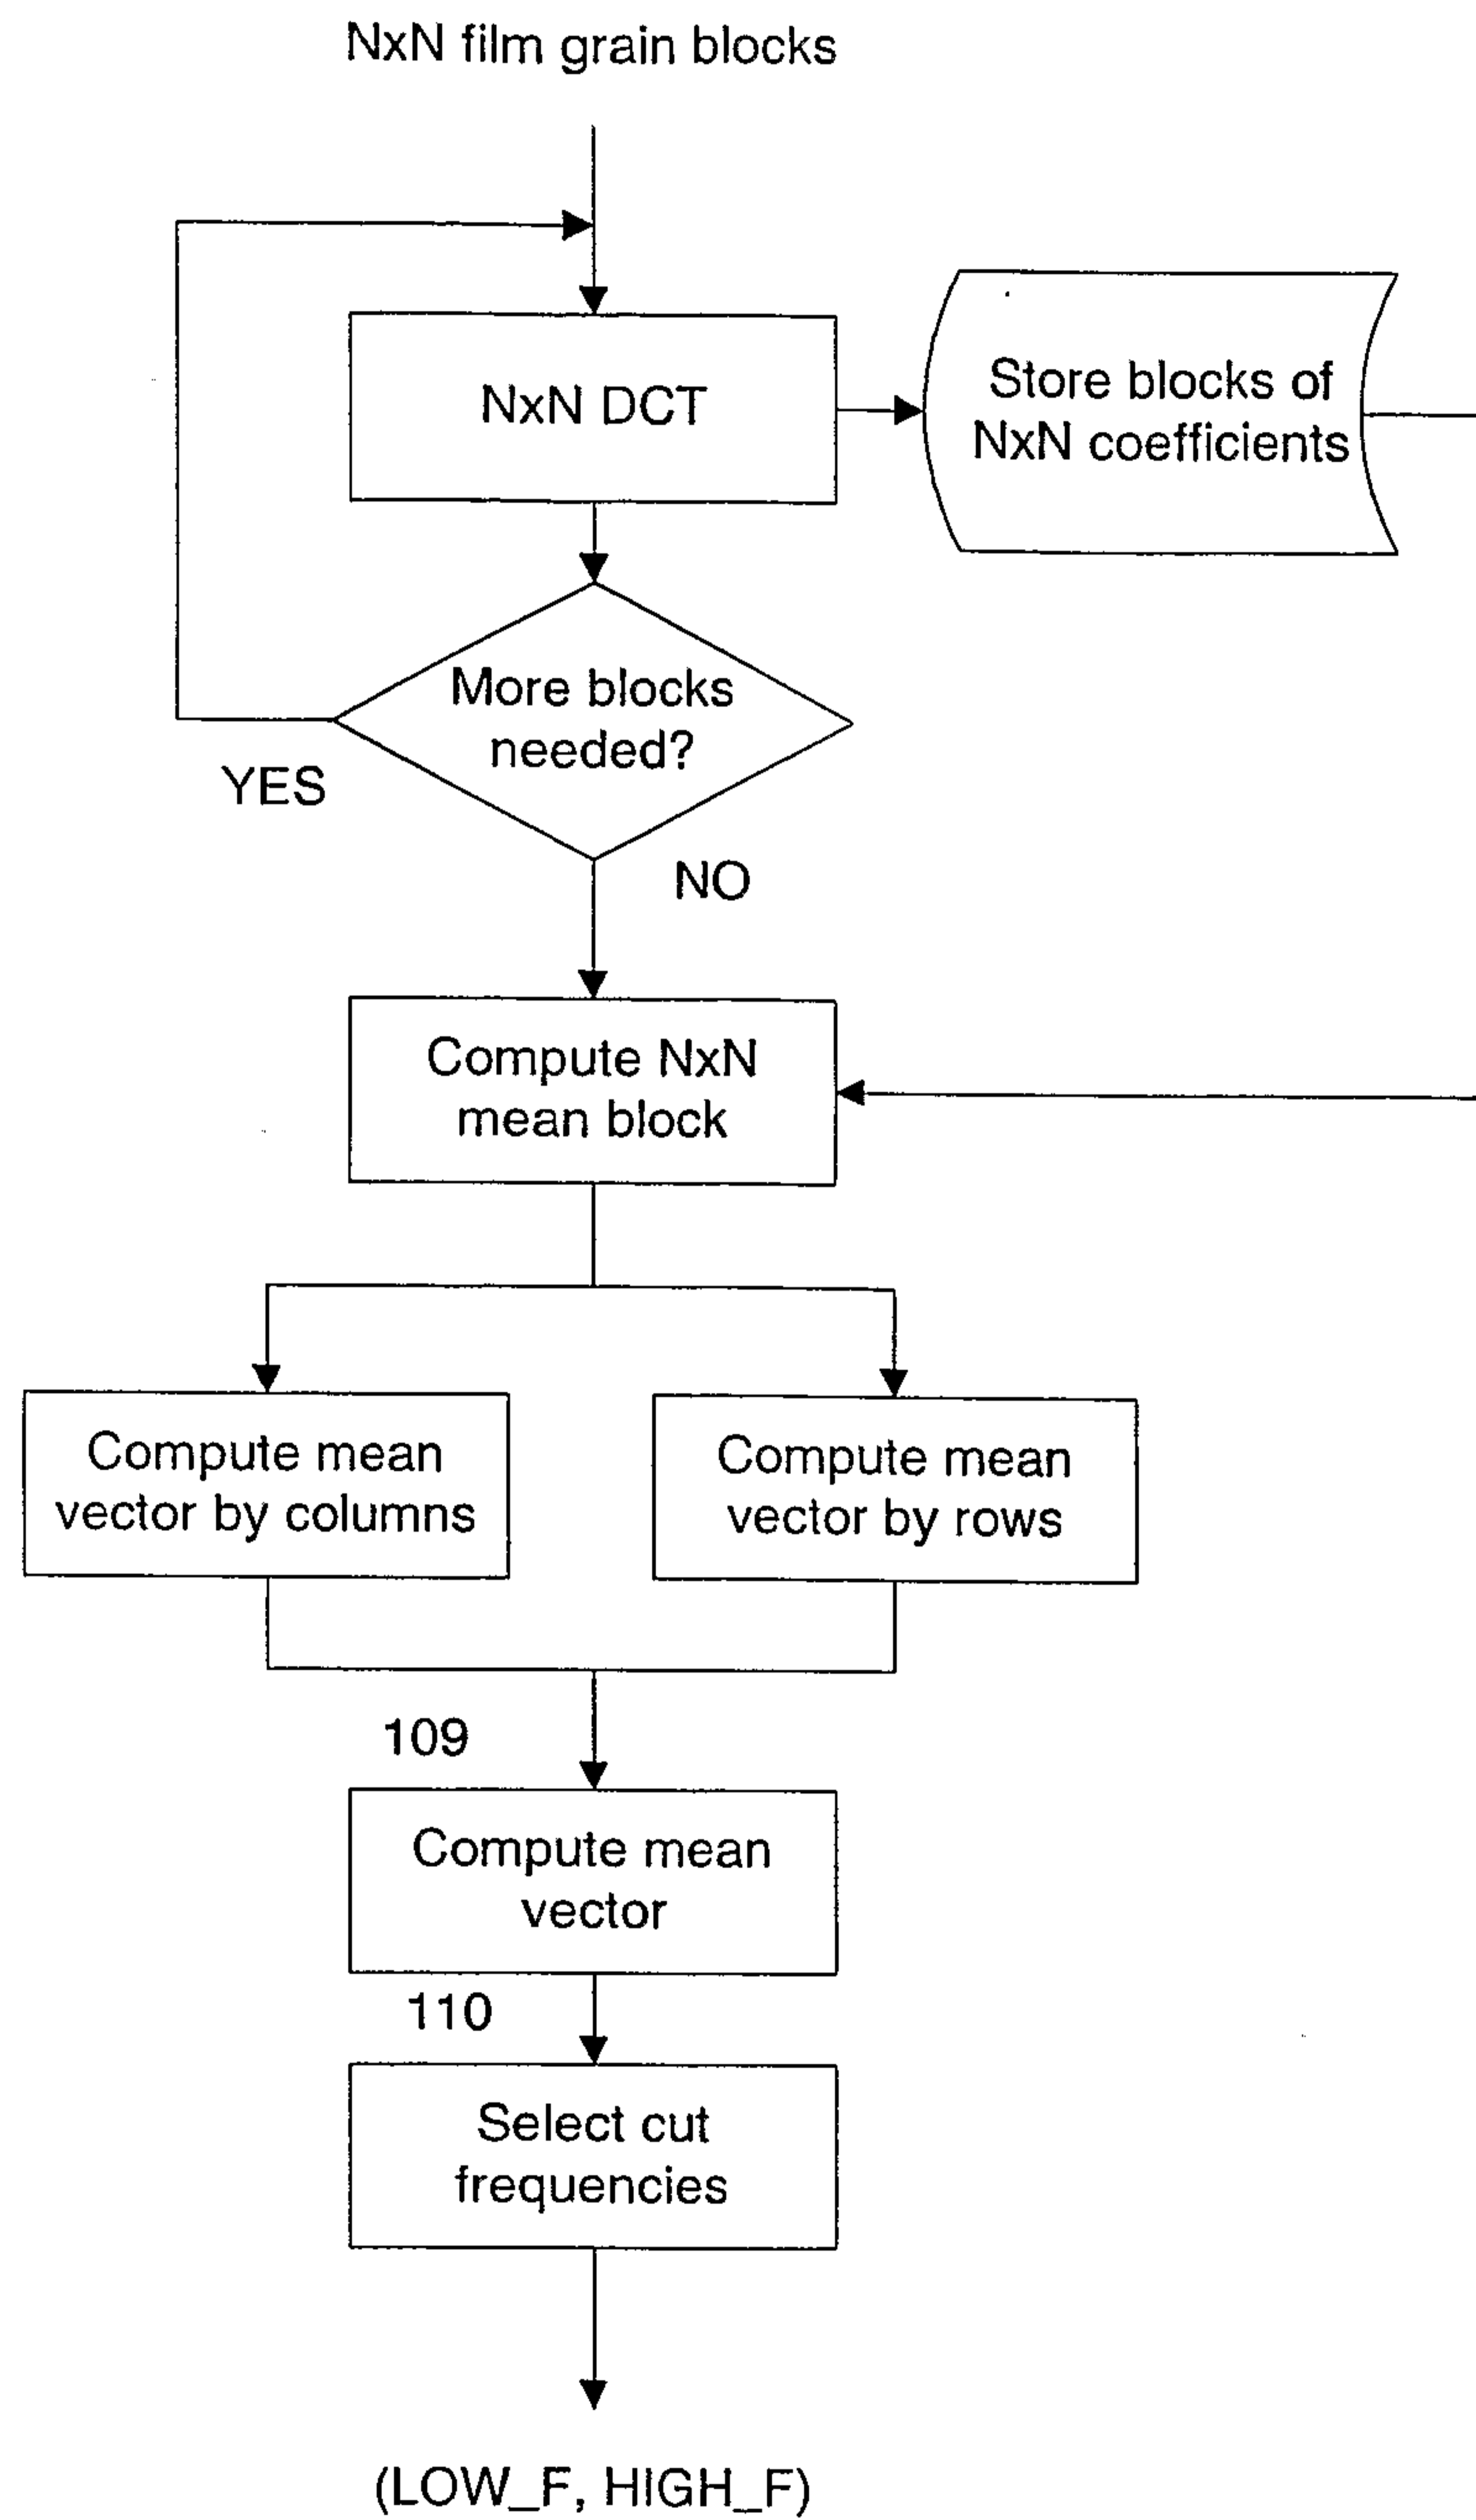 NxN film grain blocks
NxN DCT
Store blocks of
NxN coefficients
More blocks
needed?
YES
NO
Compute NxN
mean block
Compute mean
vector by columns
Compute mean
vector by rows
109
Compute mean
vector
110
Select cut
frequencies
(LOW_F, HIGH_F)